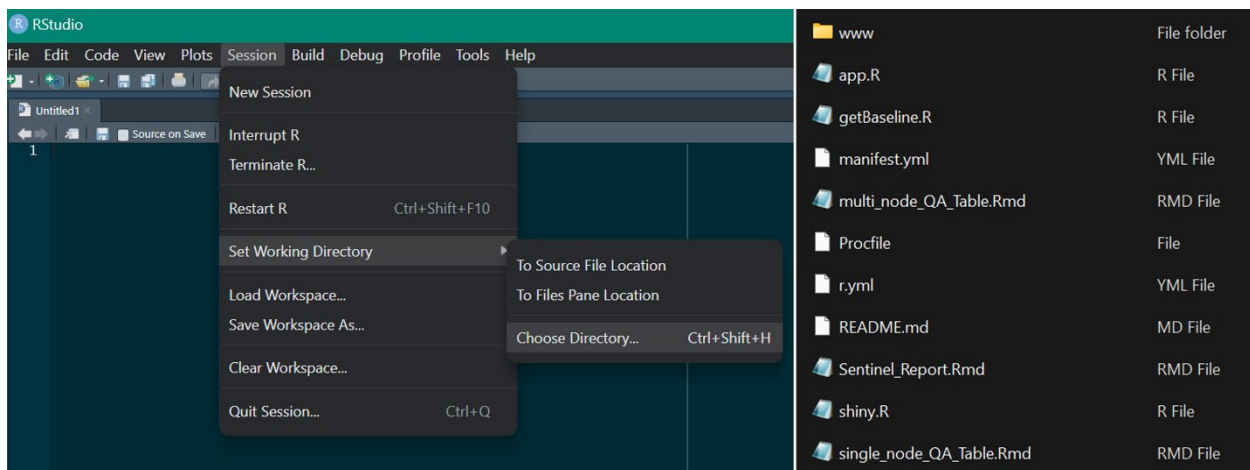 R RStudio
File Edit Code View Plots Session Build Debug Profile Tools Help
Untitled1
Source on Save
1
New Session
Interrupt R
Terminate R...
Restart R Ctrl+Shift+F10
Set Working Directory
Load Workspace...
Save Workspace As...
Clear Workspace...
Quit Session... Ctrl+Q
To Source File Location
To Files Pane Location
Choose Directory... Ctrl+Shift+H
www File folder
app.R R File
getBaseline.R R File
manifest.yml YML File
multi_node_QA_Table.Rmd RMD File
Procfile File
r.yml YML File
README.md MD File
Sentinel_Report.Rmd RMD File
shiny.R R File
single_node_QA_Table.Rmd RMD File